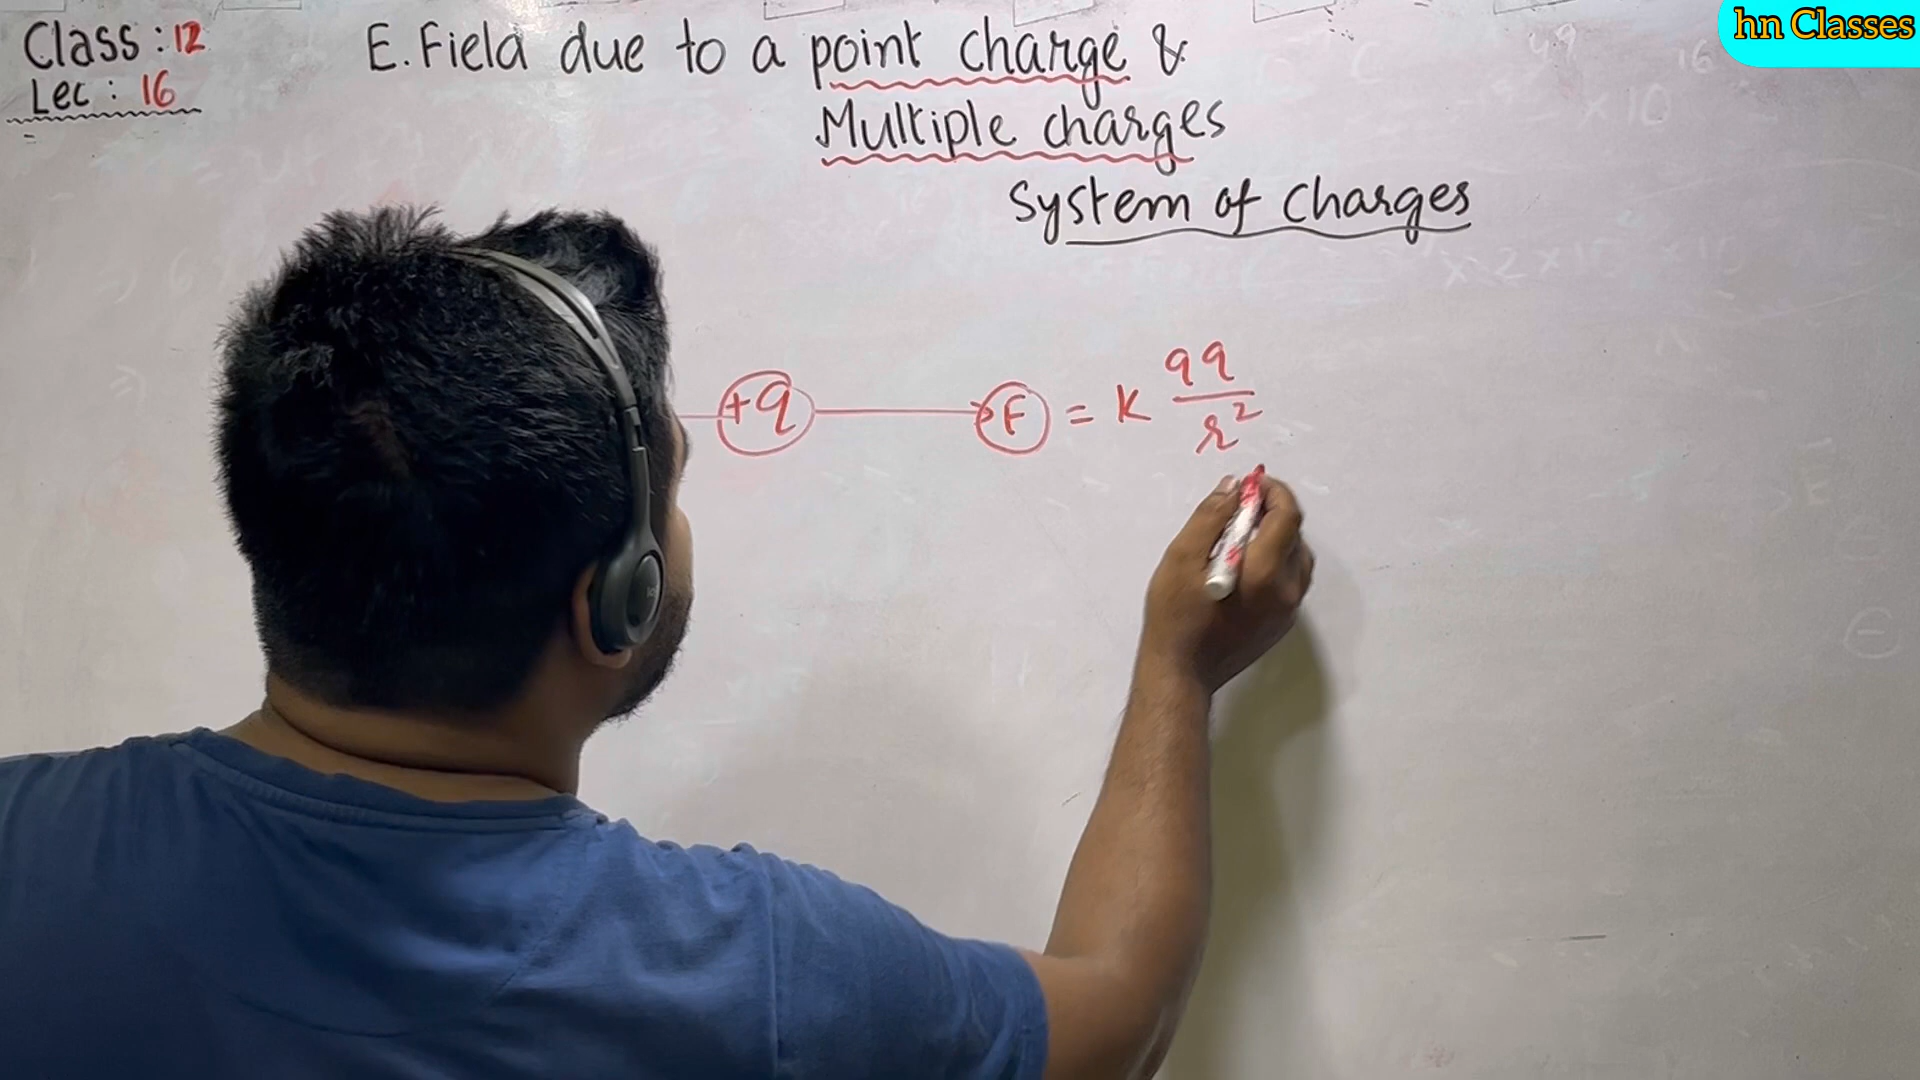 hn Classes
Class : 12
Lec : 16
E. Field due to a point charge &
Multiple charges
System of charges
+q F = K qq / r²